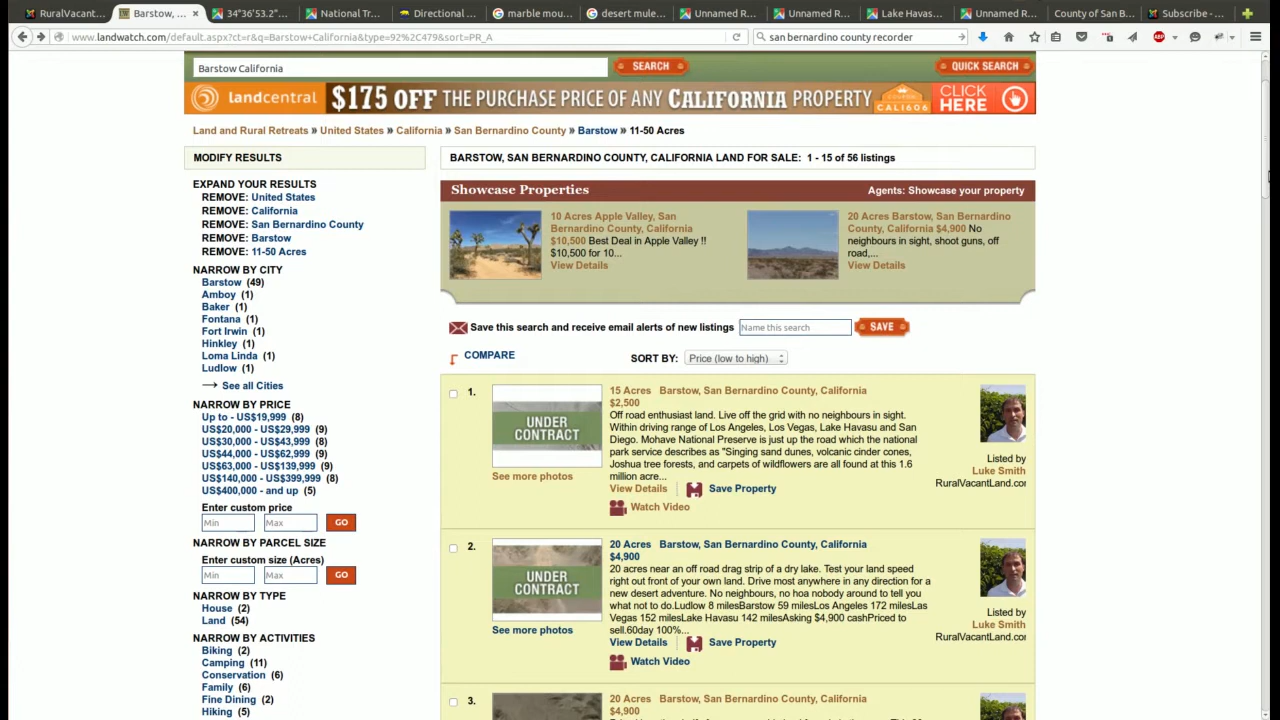 RuralVacant...
Barstow, ...
34°36'53.2"...
National Tr...
Directional ...
marble mou...
desert mule...
Unnamed R...
Unnamed R...
Lake Havas...
Unnamed R...
County of San B...
Subscribe - ...
www.landwatch.com/default.aspx?ct=r&q=Barstow+California&type=92%2C479&sort=PR_A
san bernardino county recorder
ABP
Barstow California
SEARCH
QUICK SEARCH
landcentral $175 OFF THE PURCHASE PRICE OF ANY CALIFORNIA PROPERTY
COUPON
CALI606
CLICK HERE
Land and Rural Retreats » United States » California » San Bernardino County » Barstow » 11-50 Acres
MODIFY RESULTS
EXPAND YOUR RESULTS
REMOVE: United States
REMOVE: California
REMOVE: San Bernardino County
REMOVE: Barstow
REMOVE: 11-50 Acres
NARROW BY CITY
Barstow (49)
Amboy (1)
Baker (1)
Fontana (1)
Fort Irwin (1)
Hinkley (1)
Loma Linda (1)
Ludlow (1)
See all Cities
NARROW BY PRICE
Up to - US$19,999 (8)
US$20,000 - US$29,999 (9)
US$30,000 - US$43,999 (8)
US$44,000 - US$62,999 (9)
US$63,000 - US$139,999 (9)
US$140,000 - US$399,999 (8)
US$400,000 - and up (5)
Enter custom price
Min Max GO
NARROW BY PARCEL SIZE
Enter custom size (Acres)
Min Max GO
NARROW BY TYPE
House (2)
Land (54)
NARROW BY ACTIVITIES
Biking (2)
Camping (11)
Conservation (6)
Family (6)
Fine Dining (2)
Hiking (5)
BARSTOW, SAN BERNARDINO COUNTY, CALIFORNIA LAND FOR SALE: 1 - 15 of 56 listings
Showcase Properties
Agents: Showcase your property
10 Acres Apple Valley, San
Bernardino County, California
$10,500 Best Deal in Apple Valley !!
$10,500 for 10...
View Details
20 Acres Barstow, San Bernardino
County, California $4,900 No
neighbours in sight, shoot guns, off
road,...
View Details
Save this search and receive email alerts of new listings
Name this search
SAVE
COMPARE
SORT BY: Price (low to high)
1.
UNDER
CONTRACT
See more photos
15 Acres Barstow, San Bernardino County, California
$2,500
Off road enthusiast land. Live off the grid with no neighbours in sight.
Within driving range of Los Angeles, Los Vegas, Lake Havasu and San
Diego. Mohave National Preserve is just up the road which the national
park service describes as "Singing sand dunes, volcanic cinder cones,
Joshua tree forests, and carpets of wildflowers are all found at this 1.6
million acre...
View Details
Save Property
Watch Video
Listed by
Luke Smith
RuralVacantLand.com
2.
UNDER
CONTRACT
See more photos
20 Acres Barstow, San Bernardino County, California
$4,900
20 acres near an off road drag strip of a dry lake. Test your land speed
right out front of your own land. Drive most anywhere in any direction for a
new desert adventure. No neighbours, no hoa nobody around to tell you
what not to do.Ludlow 8 milesBarstow 59 milesLos Angeles 172 milesLas
Vegas 152 milesLake Havasu 142 milesAsking $4,900 cashPriced to
sell.60day 100%...
View Details
Save Property
Watch Video
Listed by
Luke Smith
RuralVacantLand.com
3.
20 Acres Barstow, San Bernardino County, California
$4,900